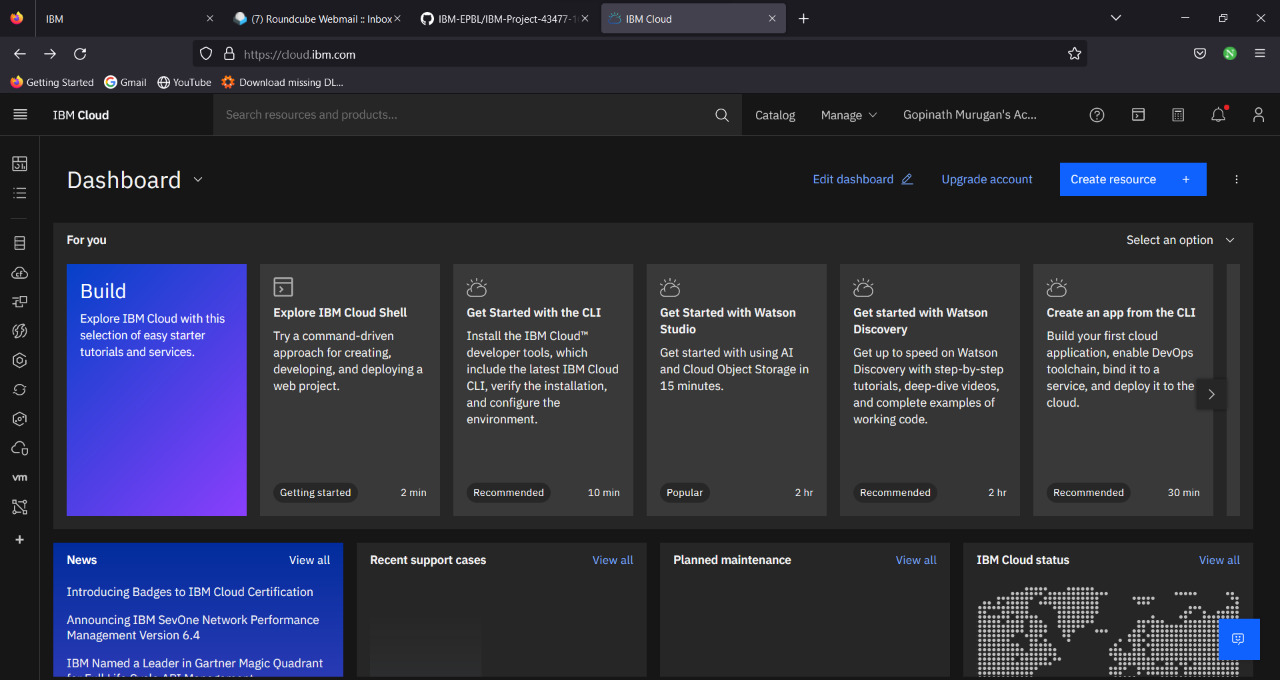 IBM
(7) Roundcube Webmail :: Inbox
IBM-EPBL/IBM-Project-43477-1
IBM Cloud
https://cloud.ibm.com
Getting Started
Gmail
YouTube
Download missing DL...
IBM Cloud
Search resources and products...
Catalog
Manage
Gopinath Murugan's Ac...
Dashboard
Edit dashboard
Upgrade account
Create resource +
For you
Select an option
Build
Explore IBM Cloud with this
selection of easy starter
tutorials and services.
Explore IBM Cloud Shell
Try a command-driven
approach for creating,
developing, and deploying a
web project.
Getting started
2 min
Get Started with the CLI
Install the IBM Cloud™
developer tools, which
include the latest IBM Cloud
CLI, verify the installation,
and configure the
environment.
Recommended
10 min
Get Started with Watson
Studio
Get started with using AI
and Cloud Object Storage in
15 minutes.
Popular
2 hr
Get started with Watson
Discovery
Get up to speed on Watson
Discovery with step-by-step
tutorials, deep-dive videos,
and complete examples of
working code.
Recommended
2 hr
Create an app from the CLI
Build your first cloud
application, enable DevOps
toolchain, bind it to a
service, and deploy it to the
cloud.
Recommended
30 min
vm
News
View all
Introducing Badges to IBM Cloud Certification
Announcing IBM SevOne Network Performance
Management Version 6.4
IBM Named a Leader in Gartner Magic Quadrant
for Full Life Cycle API Management
Recent support cases
View all
Planned maintenance
View all
IBM Cloud status
View all